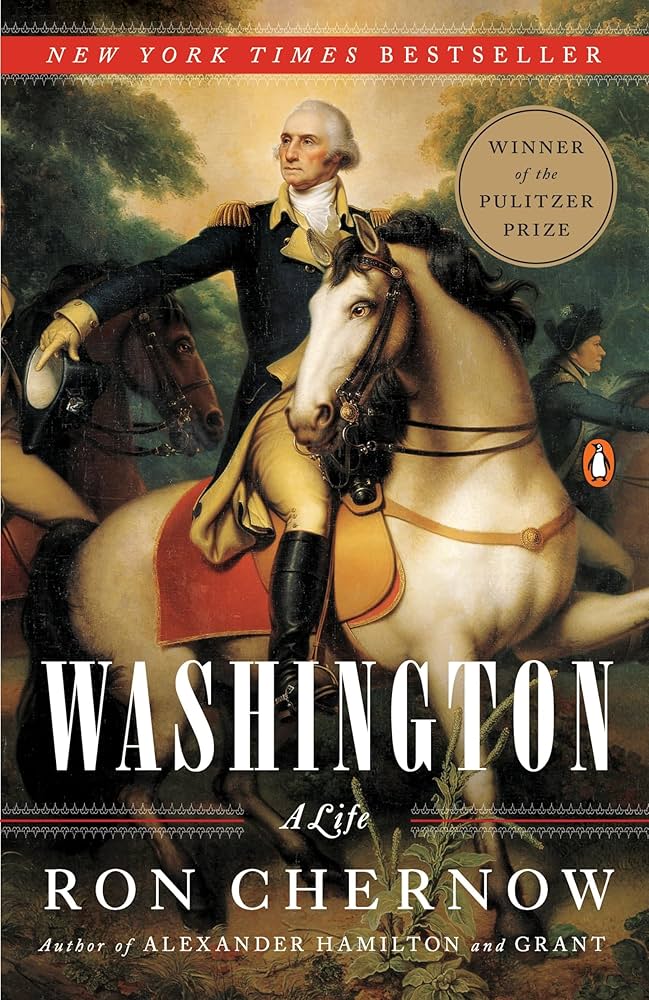 NEW YORK TIMES BESTSELLER
WINNER
of the
PULITZER
PRIZE
WASHINGTON
A Life
RON CHERNOW
Author of ALEXANDER HAMILTON and GRANT